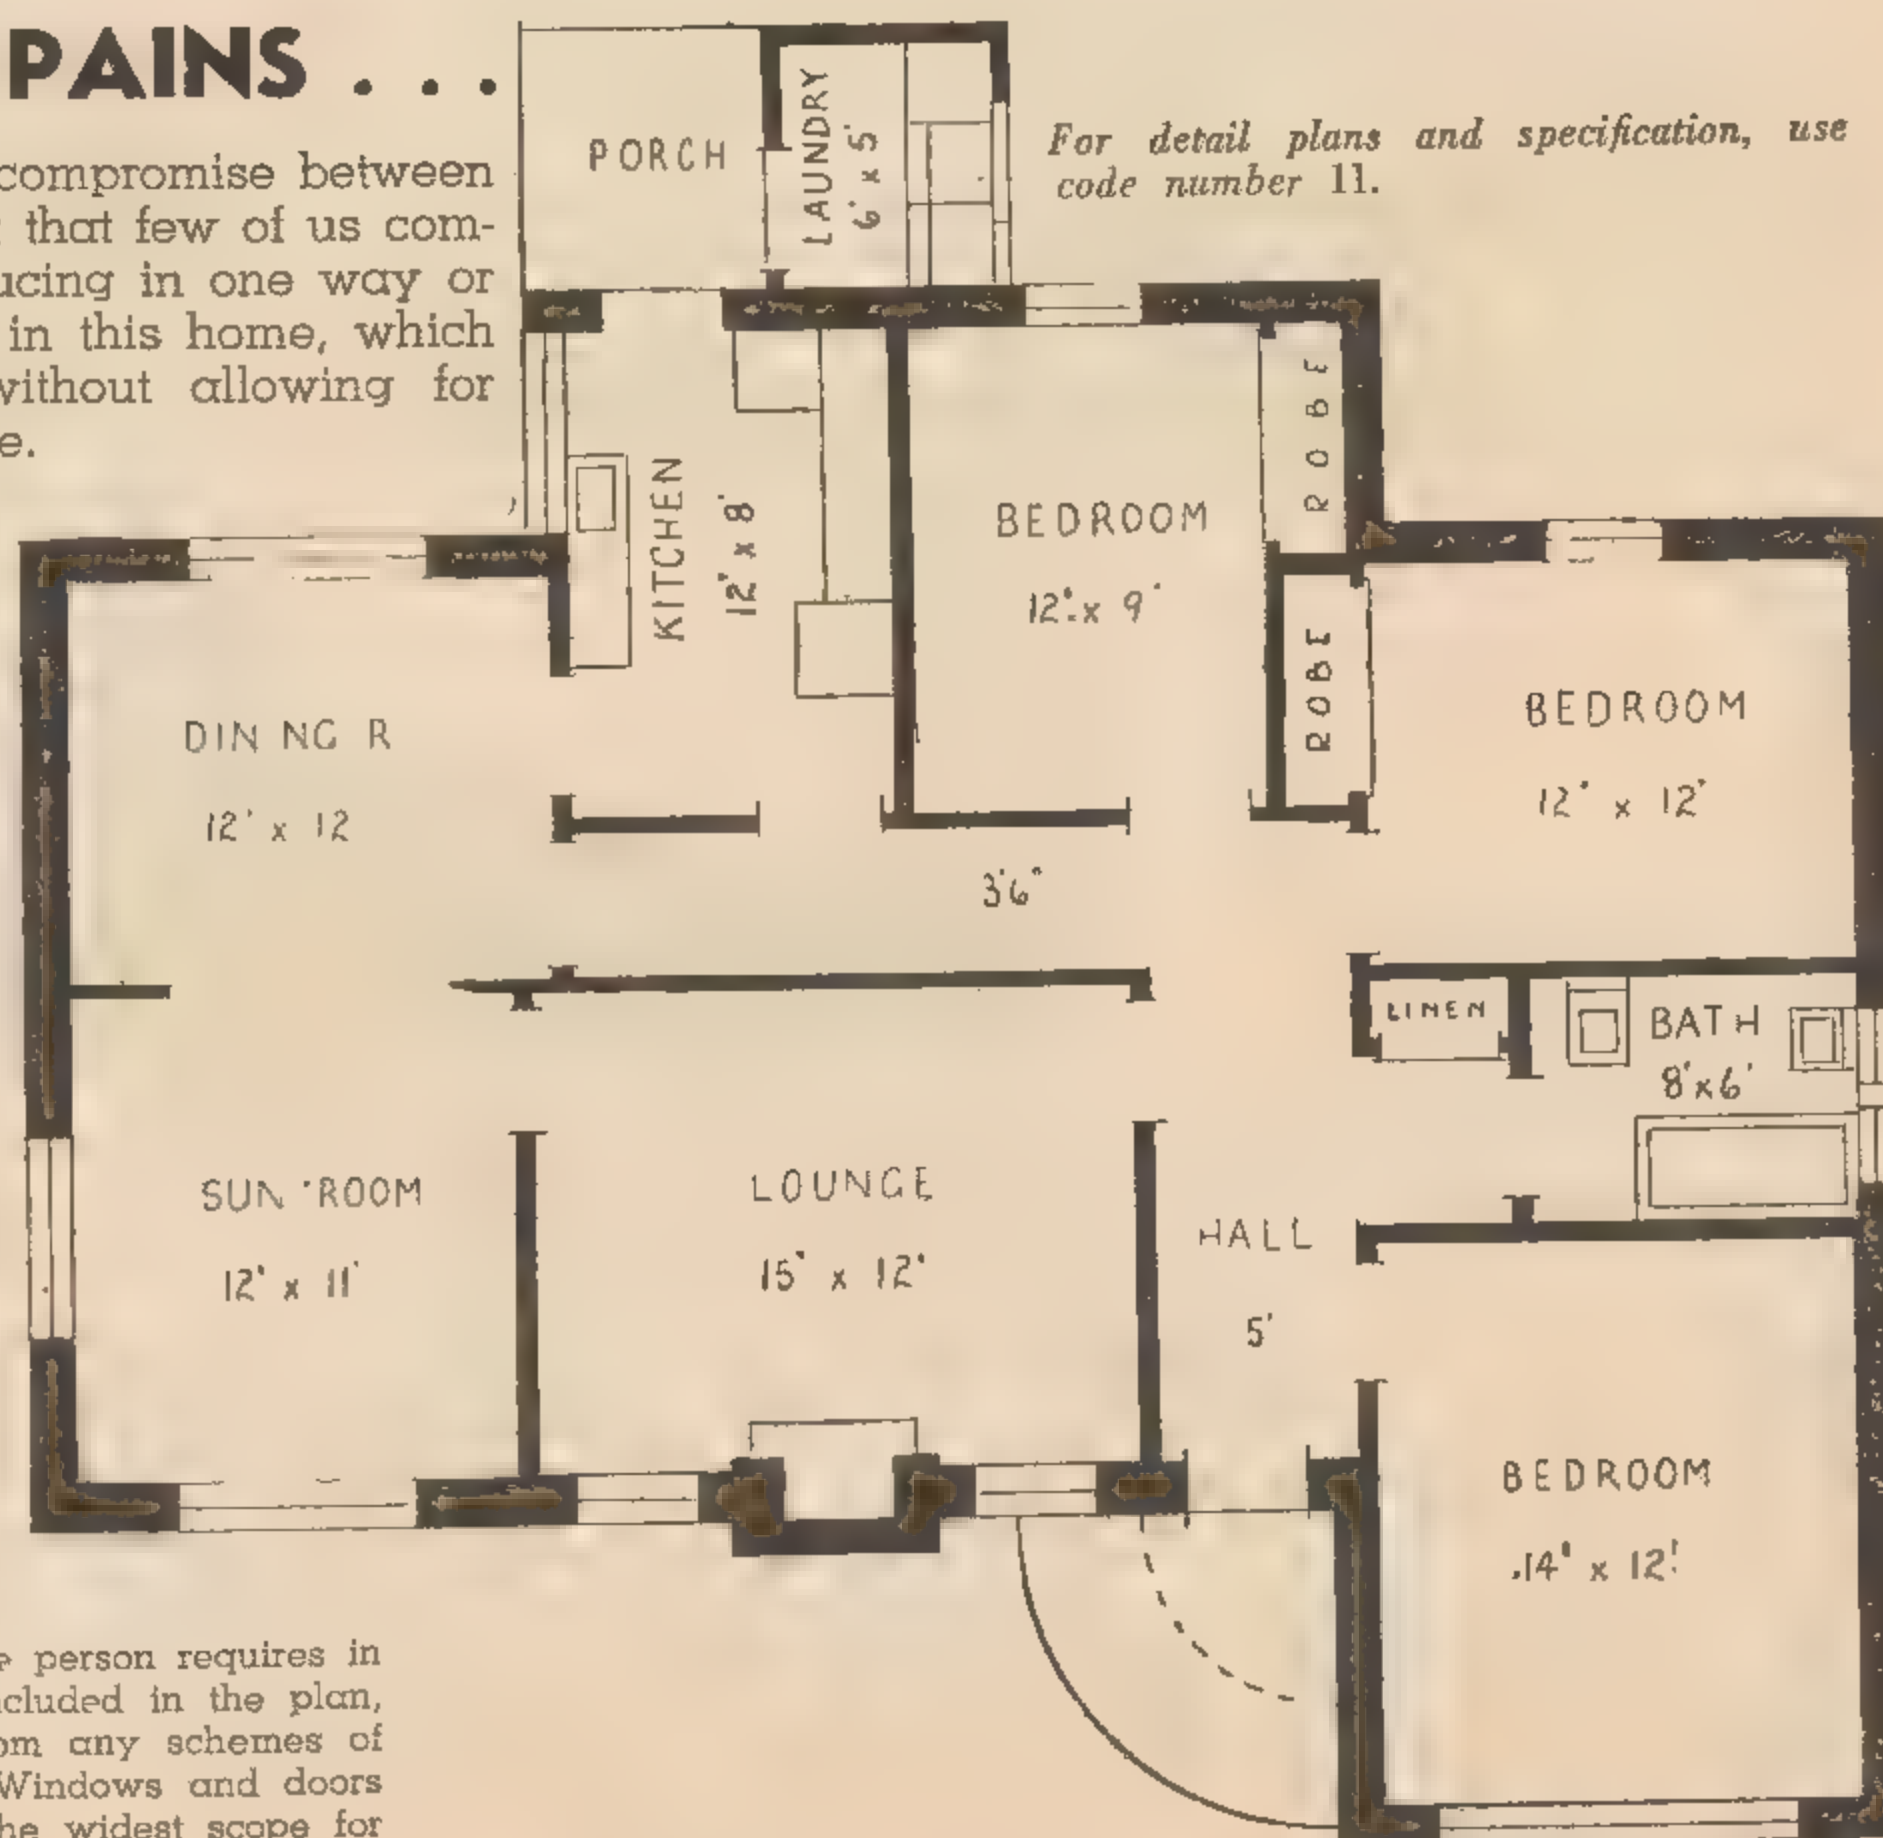 PAINS . . .
compromise between
that few of us com-
ucing in one way or
in this home, which
without allowing for
e.
For detail plans and specification, use
code number 11.
PORCH
LAUNDRY
6' x 5'
KITCHEN
12' x 8'
BEDROOM
12' x 9'
ROBE
ROBE
BEDROOM
12' x 12'
DINING R
12' x 12
3'6"
LINEN
BATH
8'x6'
SUN ROOM
12' x 11'
LOUNGE
15' x 12'
HALL
5'
BEDROOM
14' x 12'
e person requires in
cluded in the plan,
om any schemes of
Windows and doors
he widest scope for